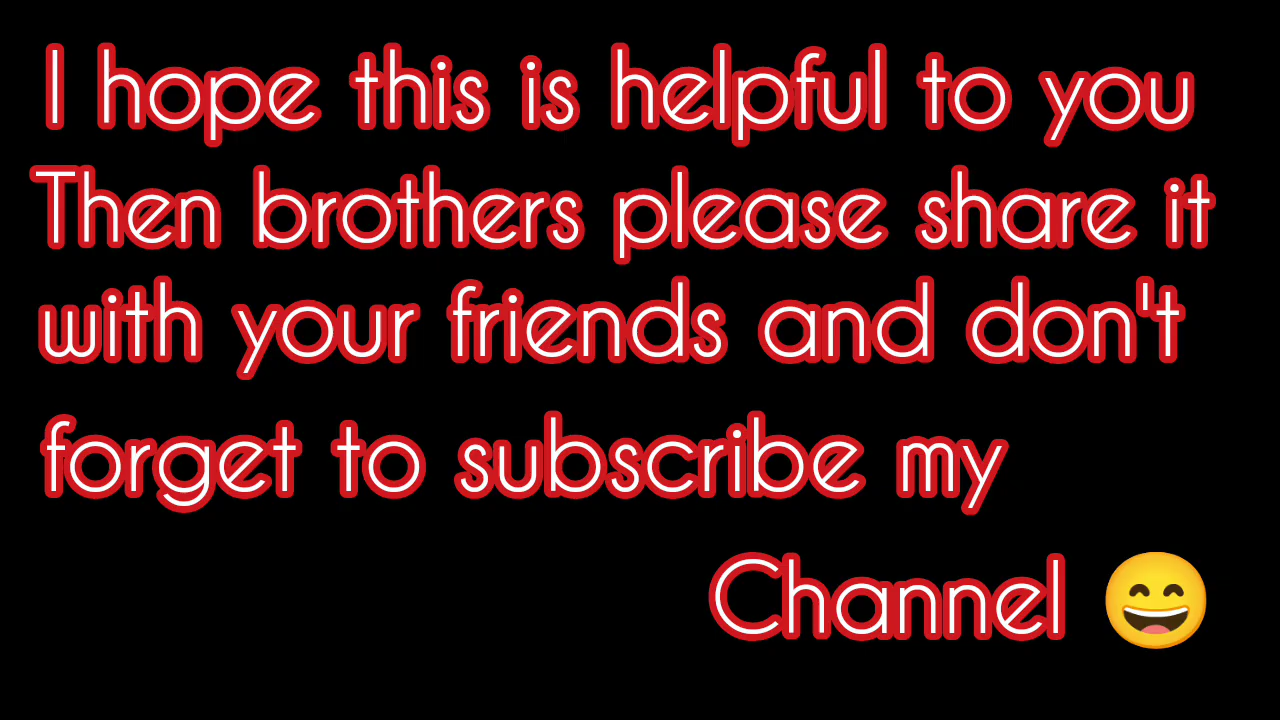 I hope this is helpful to you
Then brothers please share it
with your friends and don't
forget to subscribe my
Channel 😄